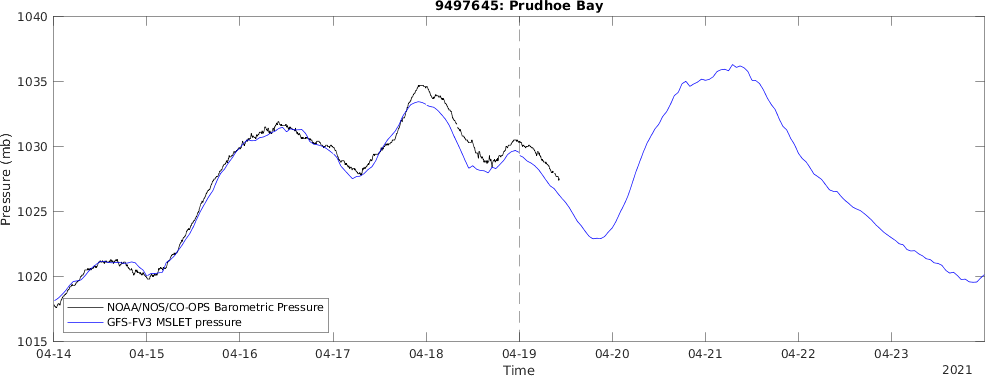 9497645: Prudhoe Bay
1040
1035
1030
1025
1020
1015
Pressure (mb)
NOAA/NOS/CO-OPS Barometric Pressure
GFS-FV3 MSLET pressure
04-14 04-15 04-16 04-17 04-18 04-19 04-20 04-21 04-22 04-23
Time
2021